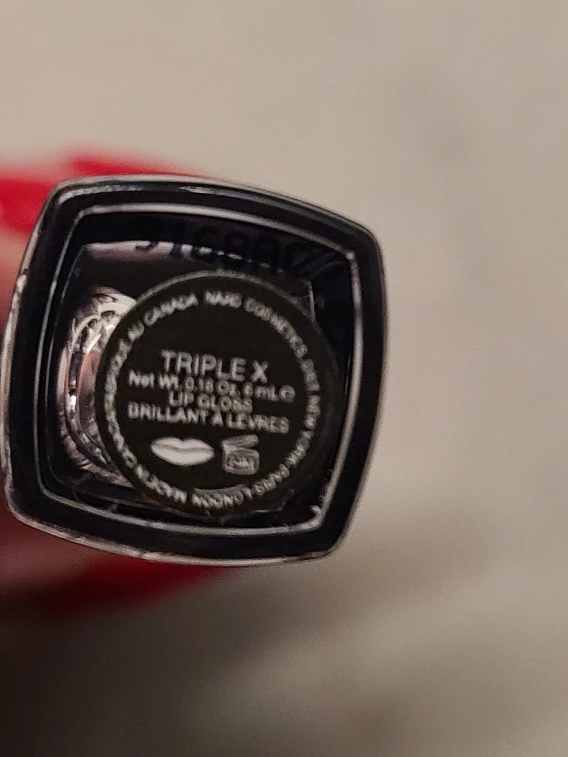 TRIPLE X
Net Wt. 0.18 Oz. 5 mL e
LIP GLOSS
BRILLANT À LÈVRES
NARS COSMETICS, DIST. NEW YORK-PARIS-LONDON MADE IN CANADA/FABRIQUÉ AU CANADA